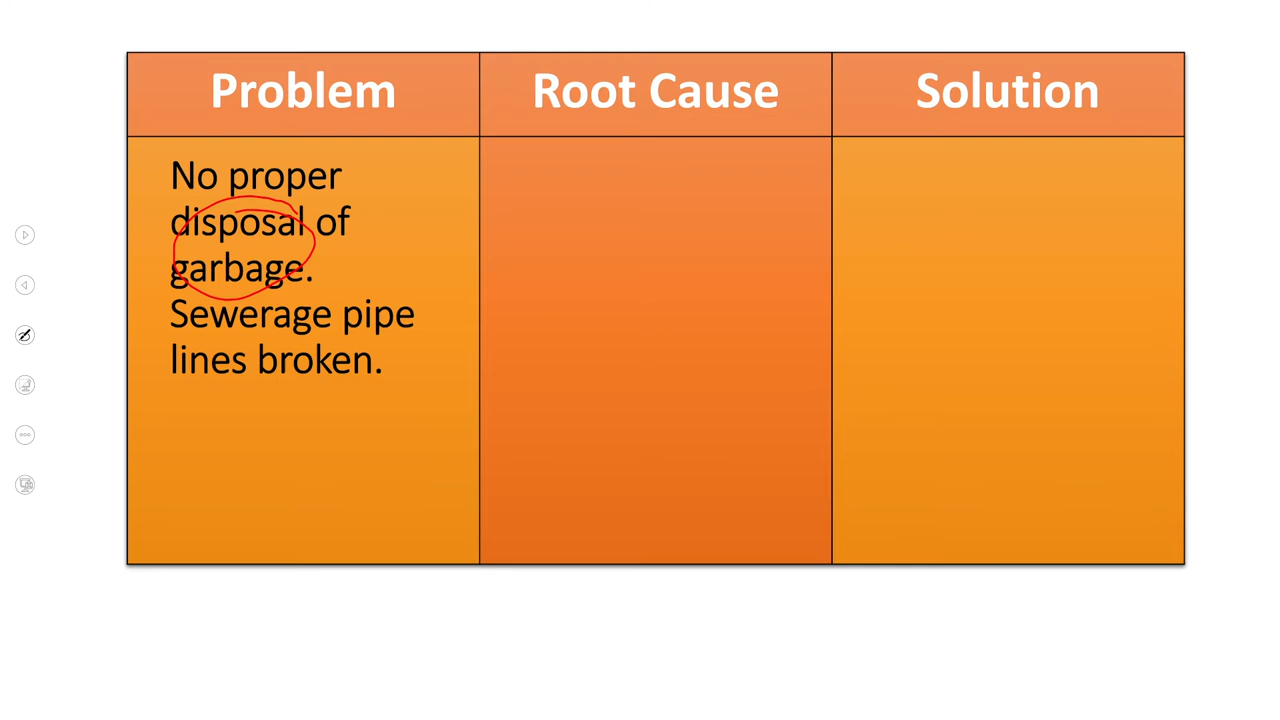 Problem
Root Cause
Solution
No proper
disposal of
garbage.
Sewerage pipe
lines broken.